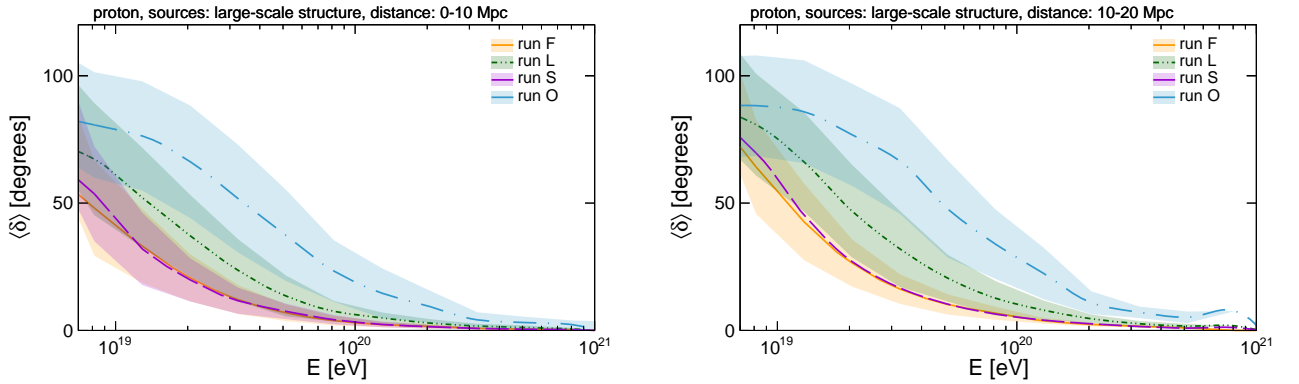 proton, sources: large-scale structure, distance: 0-10 Mpc
⟨δ⟩ [degrees]
100
50
0
run F
run L
run S
run O
10^19
10^20
10^21
E [eV]
proton, sources: large-scale structure, distance: 10-20 Mpc
⟨δ⟩ [degrees]
100
50
0
run F
run L
run S
run O
10^19
10^20
10^21
E [eV]